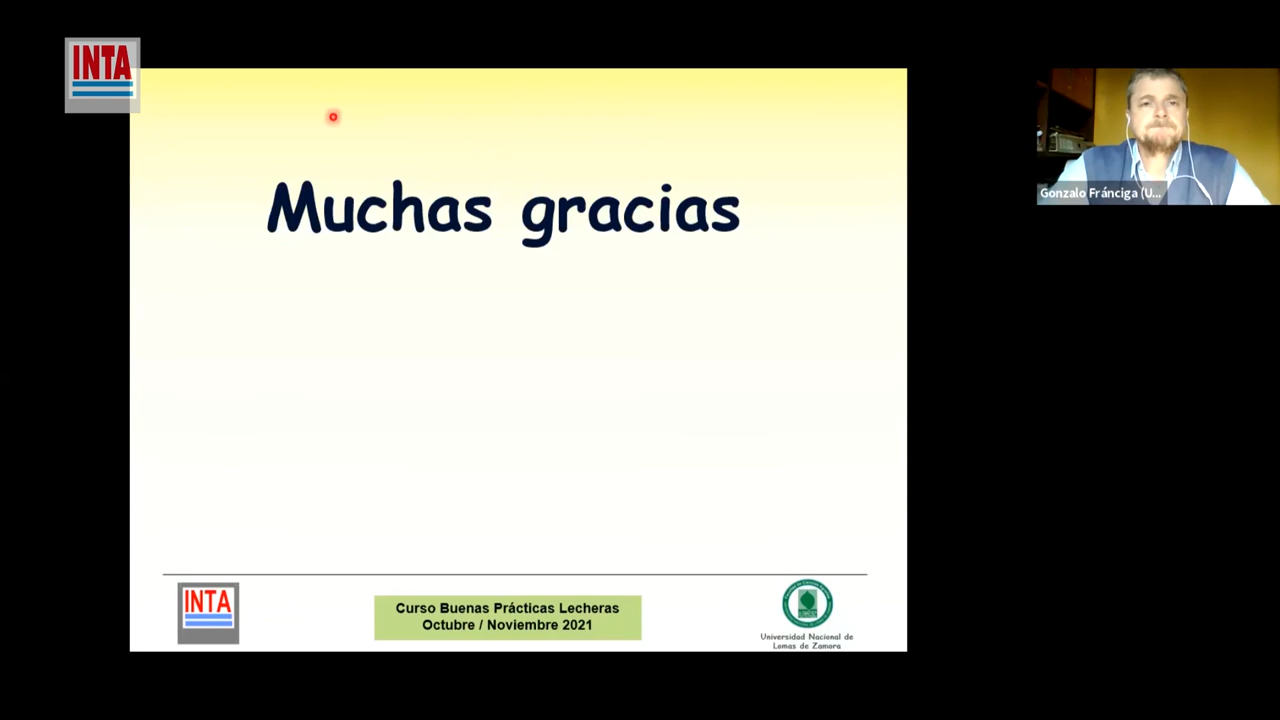 INTA
Muchas gracias
Gonzalo Fránciga (U...
INTA
Curso Buenas Prácticas Lecheras
Octubre / Noviembre 2021
Universidad Nacional de
Lomas de Zamora